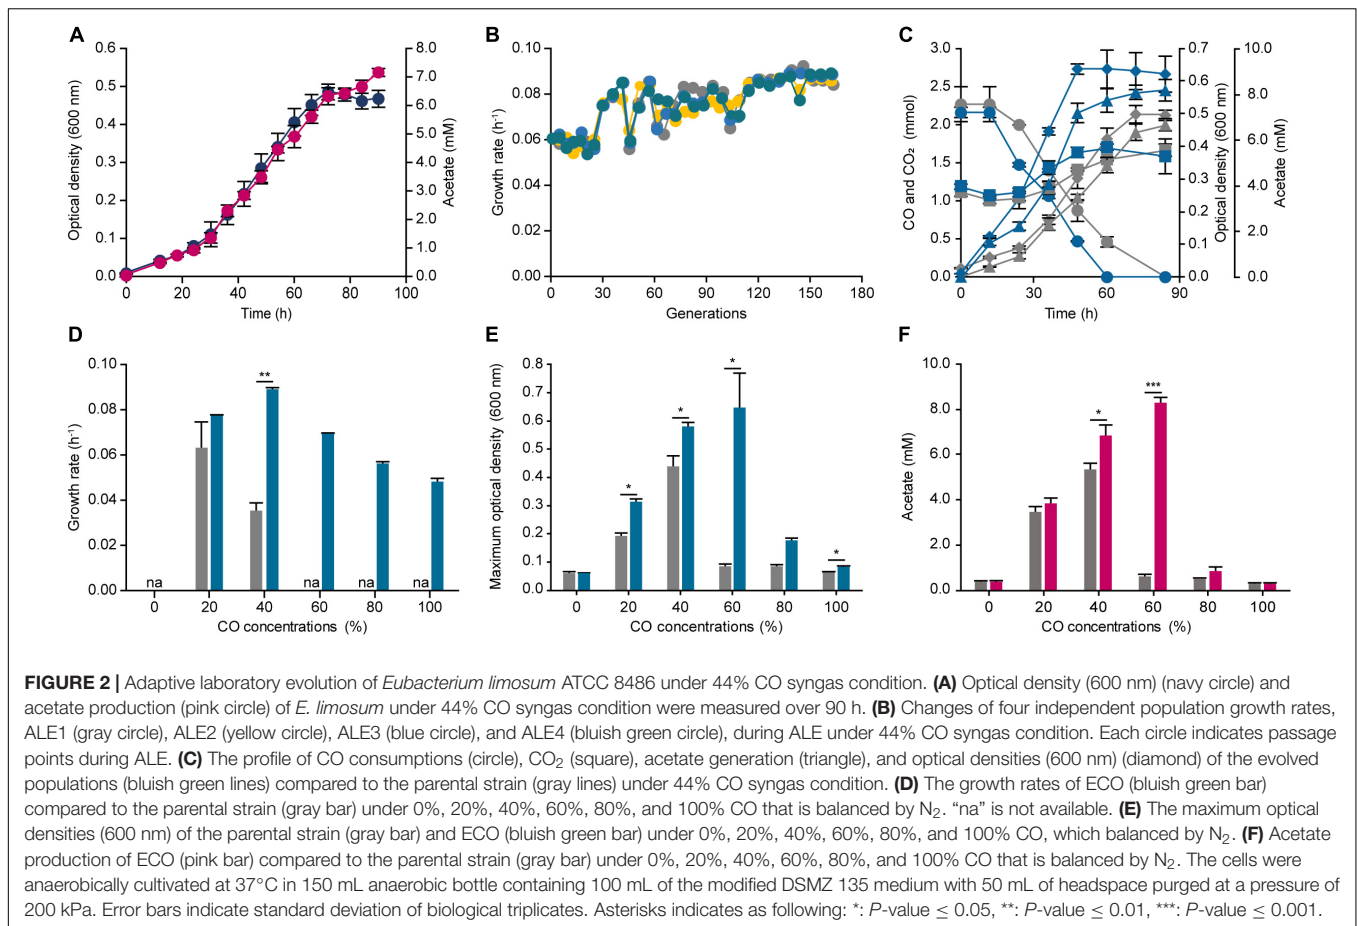 A
B
C
0.6
0.5
0.4
0.3
0.2
0.1
0.0
Optical density (600 nm)
8.0
7.0
6.0
5.0
4.0
3.0
2.0
1.0
0.0
Acetate (mM)
0 20 40 60 80 100
Time (h)
0.10
0.08
0.06
0.04
0.02
0.00
Growth rate (h⁻¹)
0 30 60 90 120 150 180
Generations
3.0
2.5
2.0
1.5
1.0
0.5
0.0
CO and CO₂ (mmol)
0.7
0.6
0.5
0.4
0.3
0.2
0.1
0.0
Optical density (600 nm)
10.0
8.0
6.0
4.0
2.0
0.0
Acetate (mM)
0 30 60 90
Time (h)
D
E
F
0.10
0.08
0.06
0.04
0.02
0.00
Growth rate (h⁻¹)
**
na na na na
0 20 40 60 80 100
CO concentrations (%)
0.8
0.7
0.6
0.5
0.4
0.3
0.2
0.1
0.0
Maximum optical density (600 nm)
* * * *
0 20 40 60 80 100
CO concentrations (%)
10.0
8.0
6.0
4.0
2.0
0.0
Acetate (mM)
* ***
0 20 40 60 80 100
CO concentrations (%)
FIGURE 2 | Adaptive laboratory evolution of Eubacterium limosum ATCC 8486 under 44% CO syngas condition. (A) Optical density (600 nm) (navy circle) and
acetate production (pink circle) of E. limosum under 44% CO syngas condition were measured over 90 h. (B) Changes of four independent population growth rates,
ALE1 (gray circle), ALE2 (yellow circle), ALE3 (blue circle), and ALE4 (bluish green circle), during ALE under 44% CO syngas condition. Each circle indicates passage
points during ALE. (C) The profile of CO consumptions (circle), CO₂ (square), acetate generation (triangle), and optical densities (600 nm) (diamond) of the evolved
populations (bluish green lines) compared to the parental strain (gray lines) under 44% CO syngas condition. (D) The growth rates of ECO (bluish green bar)
compared to the parental strain (gray bar) under 0%, 20%, 40%, 60%, 80%, and 100% CO that is balanced by N₂. “na” is not available. (E) The maximum optical
densities (600 nm) of the parental strain (gray bar) and ECO (bluish green bar) under 0%, 20%, 40%, 60%, 80%, and 100% CO, which balanced by N₂. (F) Acetate
production of ECO (pink bar) compared to the parental strain (gray bar) under 0%, 20%, 40%, 60%, 80%, and 100% CO that is balanced by N₂. The cells were
anaerobically cultivated at 37°C in 150 mL anaerobic bottle containing 100 mL of the modified DSMZ 135 medium with 50 mL of headspace purged at a pressure of
200 kPa. Error bars indicate standard deviation of biological triplicates. Asterisks indicates as following: *: P-value ≤ 0.05, **: P-value ≤ 0.01, ***: P-value ≤ 0.001.